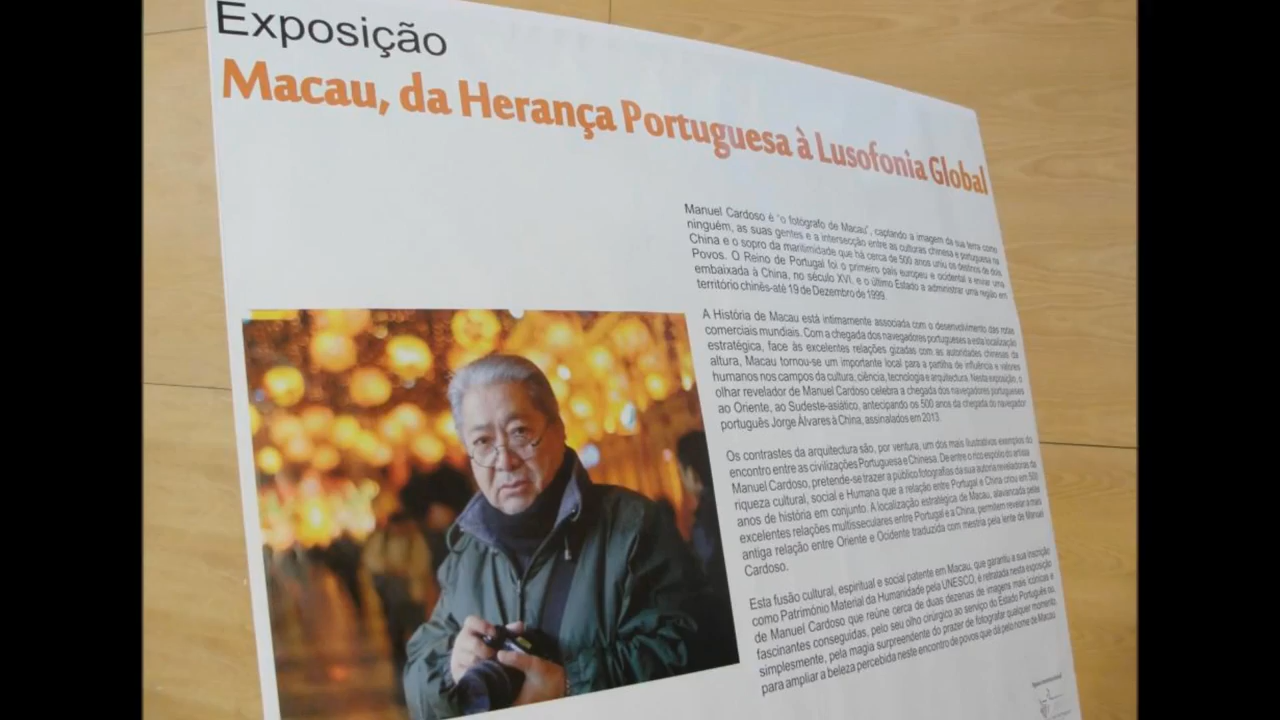 Exposição
Macau, da Herança Portuguesa à Lusofonia Global
Manuel Cardoso é “o fotógrafo de Macau”, captando a imagem da sua terra como
ninguém, as suas gentes e a intersecção entre as culturas chinesa e portuguesa na
China e o sopro da maritimidade que há cerca de 500 anos uniu os destinos de dois
Povos. O Reino de Portugal foi o primeiro país europeu e ocidental a enviar uma
embaixada à China, no século XVI, e o último Estado a administrar uma região em
território chinês-até 19 de Dezembro de 1999.
A História de Macau está intimamente associada com o desenvolvimento das rotas
comerciais mundiais. Com a chegada dos navegadores portugueses a esta localização
estratégica, face às excelentes relações gizadas com as autoridades chinesas da
altura, Macau tornou-se um importante local para a partilha de influência e valores
humanos nos campos da cultura, ciência, tecnologia e arquitectura. Nesta exposição, o
olhar revelador de Manuel Cardoso celebra a chegada dos navegadores portugueses
ao Oriente, ao Sudeste-asiático, antecipando os 500 anos da chegada do navegador
português Jorge Álvares à China, assinalados em 2013.
Os contrastes da arquitectura são, por ventura, um dos mais ilustrativos exemplos do
encontro entre as civilizações Portuguesa e Chinesa. De entre o rico espólio do artista
Manuel Cardoso, pretende-se trazer a público fotografias da sua autoria reveladoras da
riqueza cultural, social e Humana que a relação entre Portugal e China criou em 500
anos de história em conjunto. A localização estratégica de Macau, alavancada pelas
excelentes relações multisseculares entre Portugal e a China, permitem revelar a mais
antiga relação entre Oriente e Ocidente traduzida com mestria pela lente de Manuel
Cardoso.
Esta fusão cultural, espiritual e social patente em Macau, que garantiu a sua inscrição
como Património Material da Humanidade pela UNESCO, é retratada nesta exposição
de Manuel Cardoso que reúne cerca de duas dezenas de imagens mais icónicas e
fascinantes conseguidas, pelo seu olho cirúrgico ao serviço do Estado Português ou,
simplesmente, pela magia surpreendente do prazer de fotografar qualquer momento,
para ampliar a beleza percebida neste encontro de povos que dá pelo nome de Macau.